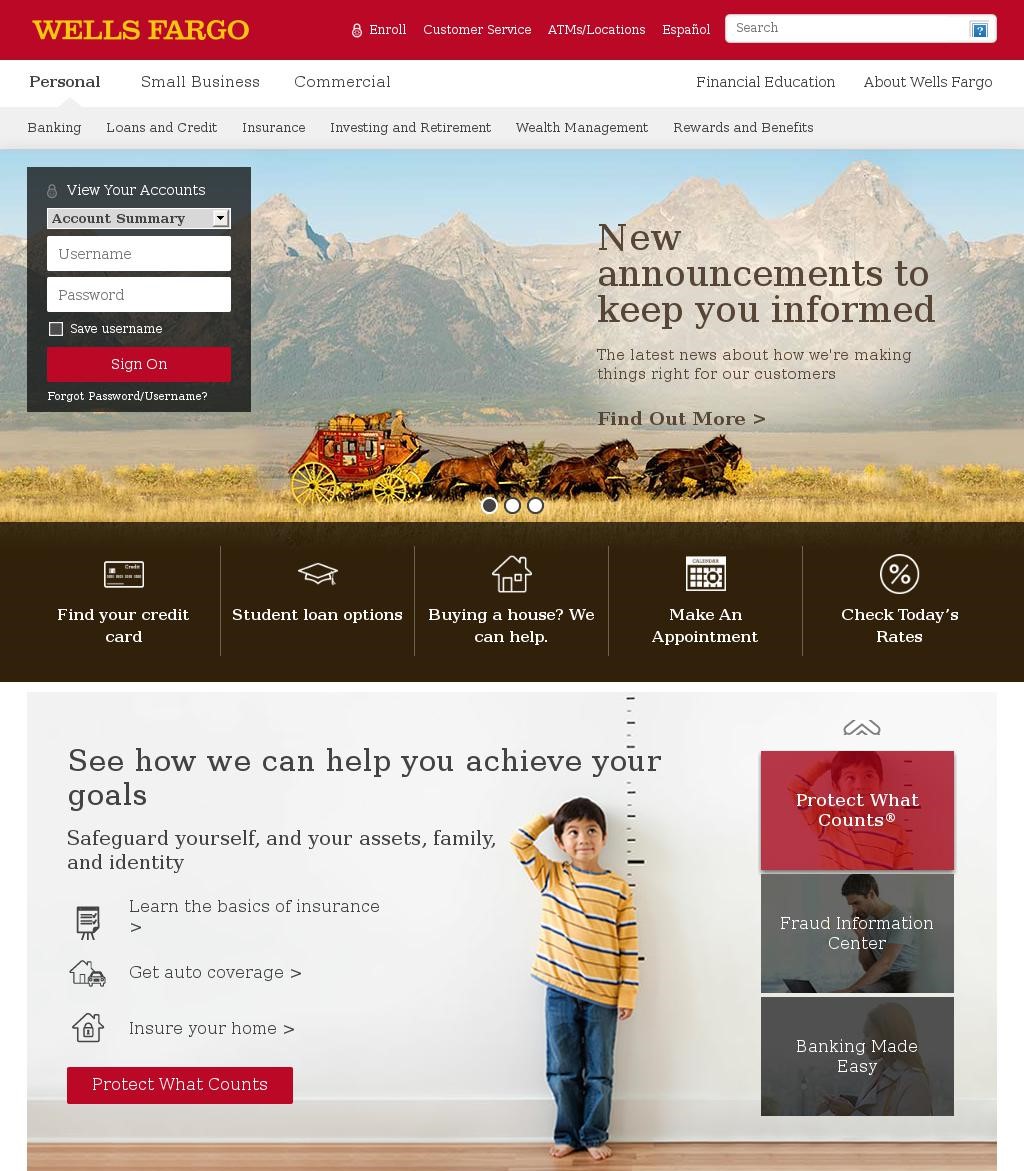 WELLS FARGO
Enroll Customer Service ATMs/Locations Español Search
Personal Small Business Commercial Financial Education About Wells Fargo
Banking Loans and Credit Insurance Investing and Retirement Wealth Management Rewards and Benefits
View Your Accounts
Account Summary
Username
Password
Save username
Sign On
Forgot Password/Username?
New
announcements to
keep you informed
The latest news about how we're making
things right for our customers
Find Out More >
Find your credit
card
Student loan options
Buying a house? We
can help.
CALENDAR
Make An
Appointment
Check Today's
Rates
See how we can help you achieve your
goals
Safeguard yourself, and your assets, family,
and identity
Learn the basics of insurance
>
Get auto coverage >
Insure your home >
Protect What Counts
Protect What
Counts®
Fraud Information
Center
Banking Made
Easy